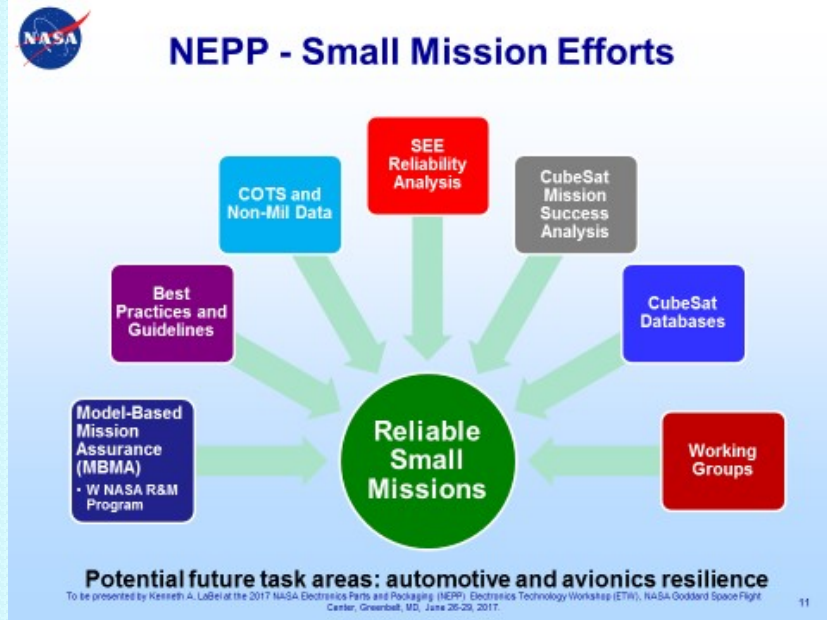 NASA
NEPP - Small Mission Efforts
SEE
Reliability
Analysis
COTS and
Non-Mil Data
CubeSat
Mission
Success
Analysis
Best
Practices and
Guidelines
CubeSat
Databases
Model-Based
Mission
Assurance
(MBMA)
• W NASA R&M
Program
Reliable
Small
Missions
Working
Groups
Potential future task areas: automotive and avionics resilience
To be presented by Kenneth A. LaBel at the 2017 NASA Electronics Parts and Packaging (NEPP) Electronics Technology Workshop (ETW), NASA Goddard Space Flight
Center, Greenbelt, MD, June 26-29, 2017.
11